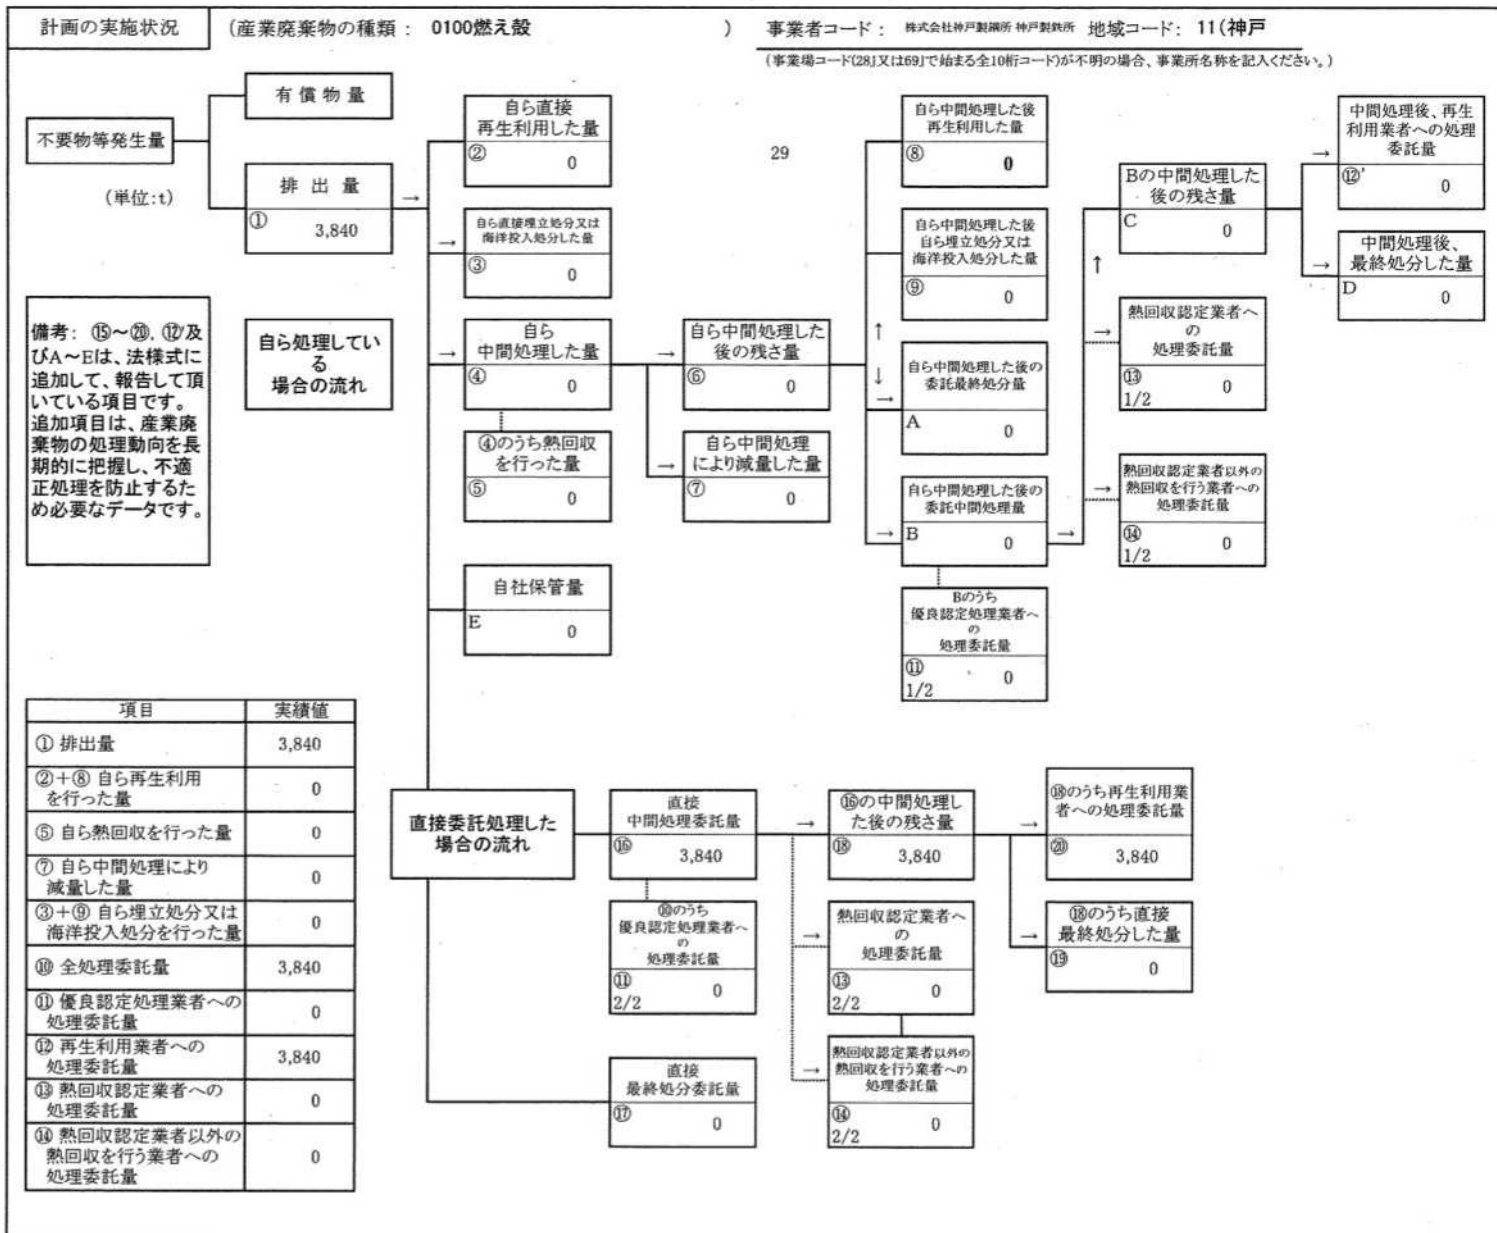 計画の実施状況
(産業廃棄物の種類： 0100燃え殻 )
事業者コード： 株式会社神戸製鋼所 神戸製鉄所 地域コード： 11(神戸
(事業場コード(28｣又は69｣で始まる全10桁コード)が不明の場合、事業所名称を記入ください。)
不要物等発生量
(単位:t)
有償物量
排出量
① 3,840
→
自ら直接
再生利用した量
② 0
→
自ら直接埋立処分又は
海洋投入処分した量
③ 0
29
備考： ⑮～⑳, ⑫'及
びA～Eは、法様式に
追加して、報告して頂
いている項目です。
追加項目は、産業廃
棄物の処理動向を長
期的に把握し、不適
正処理を防止するた
め必要なデータです。
自ら処理してい
る
場合の流れ
→
自ら
中間処理した量
④ 0
④のうち熱回収
を行った量
⑤ 0
→
自ら中間処理した
後の残さ量
⑥ 0
→
自ら中間処理
により減量した量
⑦ 0
自ら中間処理した後
再生利用した量
⑧ 0
自ら中間処理した後
自ら埋立処分又は
海洋投入処分した量
⑨ 0
↑
↓
→
自ら中間処理した後の
委託最終処分量
A 0
→
自ら中間処理した後の
委託中間処理量
B 0
→
Bのうち
優良認定処理業者へ
の
処理委託量
⑪ 0
1/2
Bの中間処理した
後の残さ量
C 0
↑
→
熱回収認定業者へ
の
処理委託量
⑬ 0
1/2
→
熱回収認定業者以外の
熱回収を行う業者への
処理委託量
⑭ 0
1/2
→
中間処理後、再生
利用業者への処理
委託量
⑫' 0
→
中間処理後、
最終処分した量
D 0
自社保管量
E 0
項目 実績値
① 排出量 3,840
②＋⑧ 自ら再生利用
を行った量 0
⑤ 自ら熱回収を行った量 0
⑦ 自ら中間処理により
減量した量 0
③＋⑨ 自ら埋立処分又は
海洋投入処分を行った量 0
⑩ 全処理委託量 3,840
⑪ 優良認定処理業者への
処理委託量 0
⑫ 再生利用業者への
処理委託量 3,840
⑬ 熱回収認定業者への
処理委託量 0
⑭ 熱回収認定業者以外の
熱回収を行う業者への
処理委託量 0
直接委託処理した
場合の流れ
直接
中間処理委託量
⑯ 3,840
⑩のうち
優良認定処理業者へ
の
処理委託量
⑪ 0
2/2
直接
最終処分委託量
⑰ 0
→
⑯の中間処理し
た後の残さ量
⑱ 3,840
→
熱回収認定業者へ
の
処理委託量
⑬ 0
2/2
→
熱回収認定業者以外の
熱回収を行う業者への
処理委託量
⑭ 0
2/2
→
⑱のうち再生利用業
者への処理委託量
⑳ 3,840
→
⑱のうち直接
最終処分した量
⑲ 0